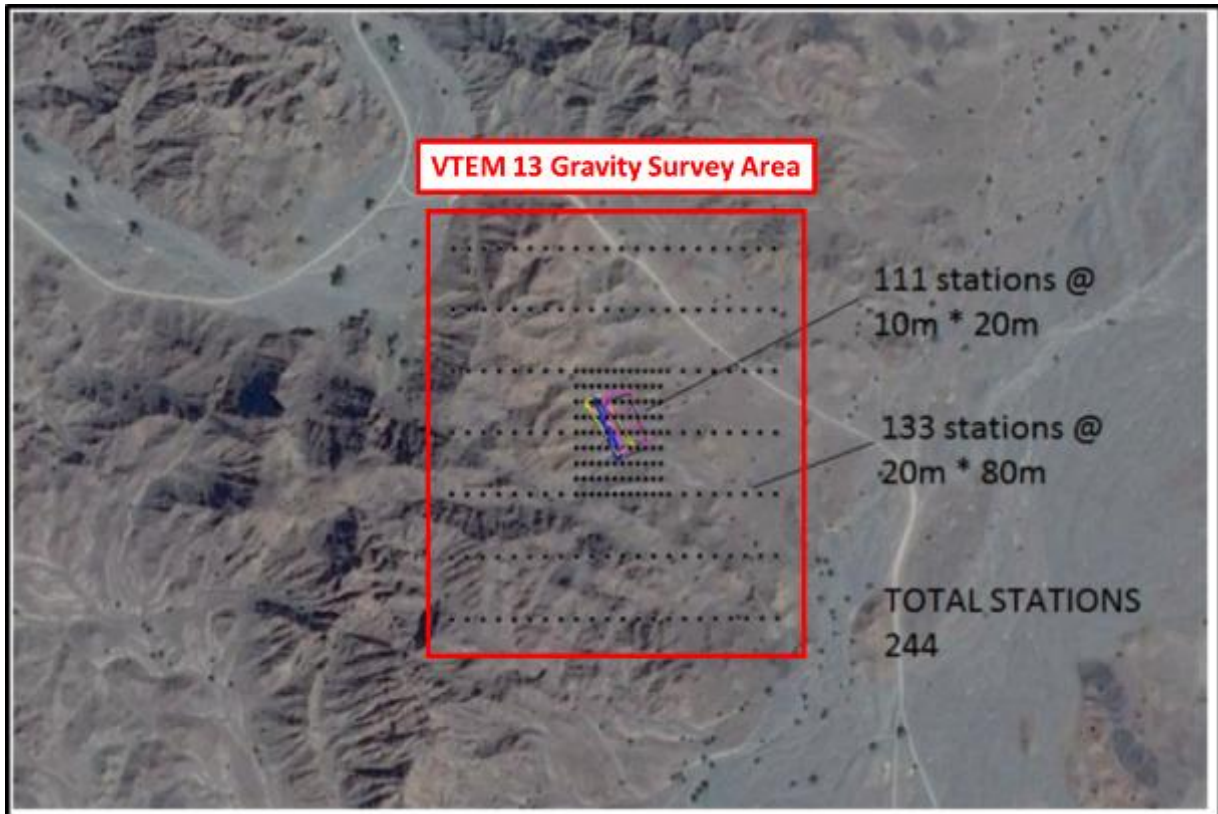 VTEM 13 Gravity Survey Area
111 stations @
10m * 20m
133 stations @
20m * 80m
TOTAL STATIONS
244